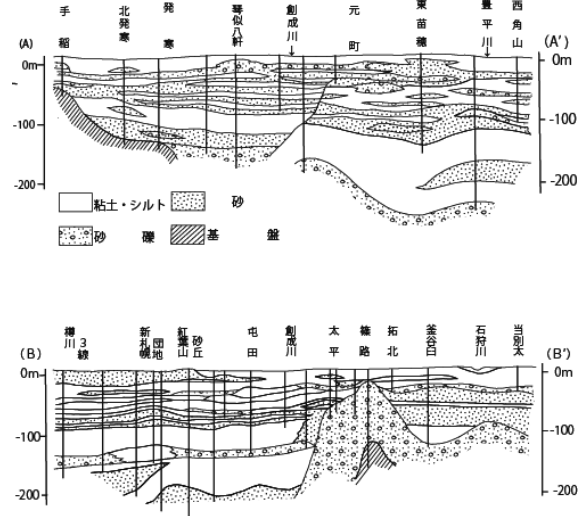 手稲
北発寒
発寒
琴似八軒
創成川
元町
東苗穂
豊平川
西角山
(A)
(A')
0m
-100
-200
0m
-100
-200
粘土・シルト
砂
砂礫
基盤
樽川3線
新札幌団地
紅葉山砂丘
屯田
創成川
太平
篠路
拓北
釜谷臼
石狩川
当別太
(B)
(B')
0m
-100
-200
0m
-100
-200